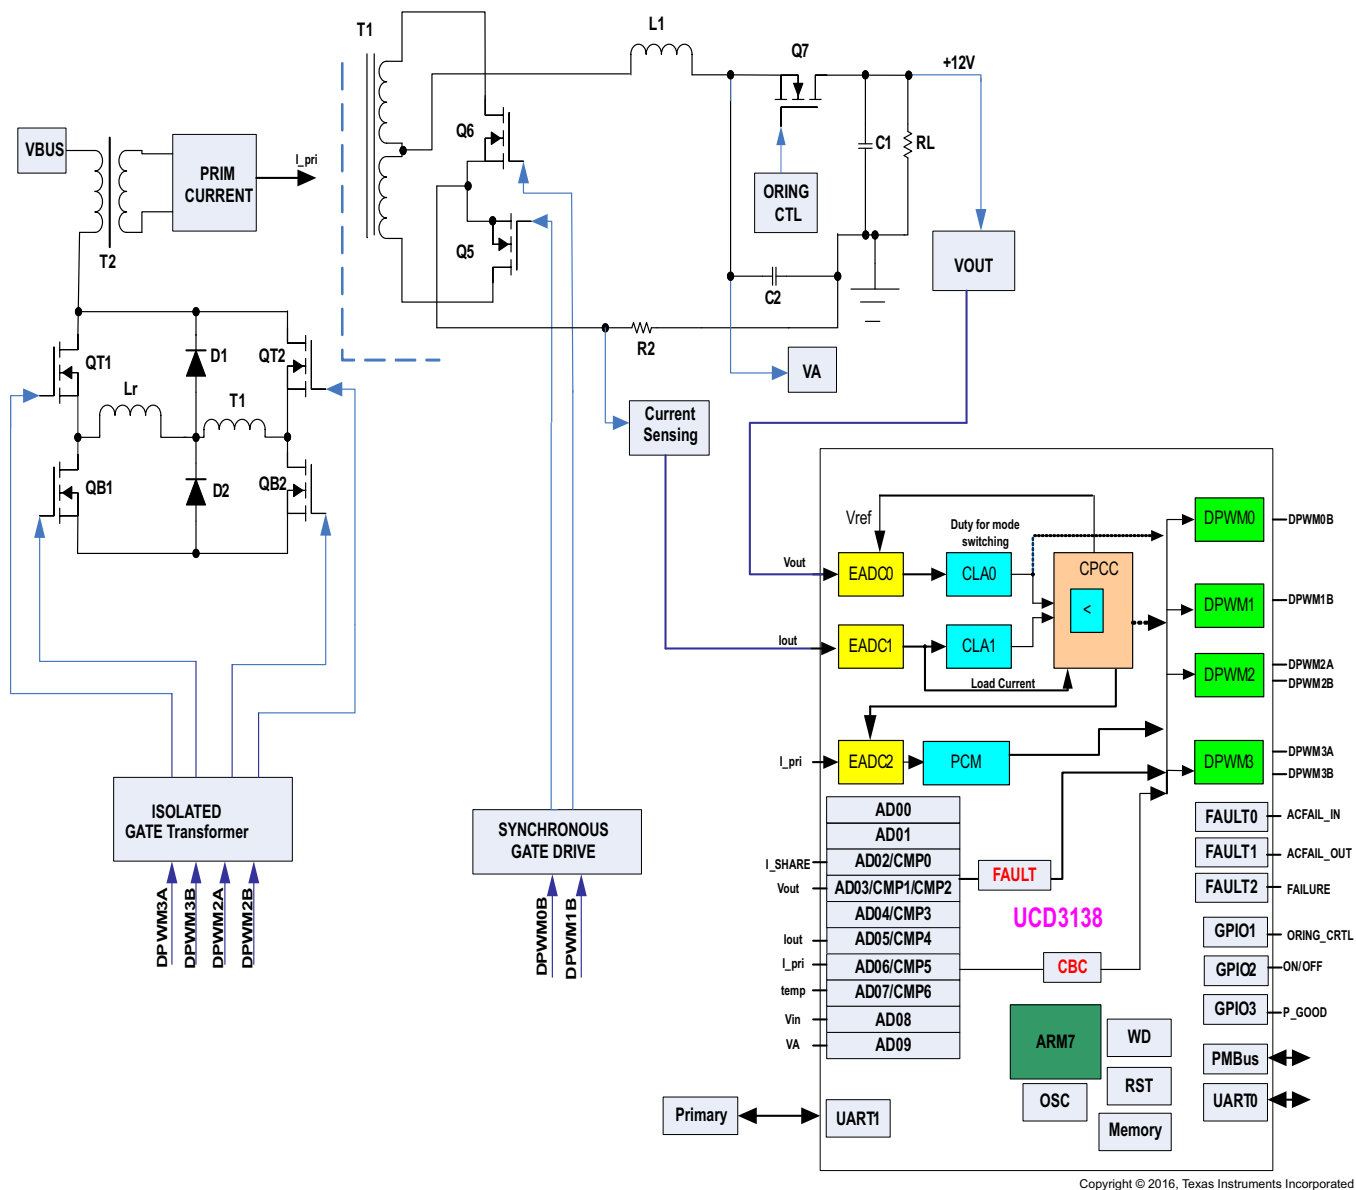 T1
L1
Q7
+12V
VBUS
PRIM
CURRENT
I_pri
T2
Q6
Q5
ORING
CTL
C1
RL
VOUT
C2
R2
VA
QT1
D1
QT2
Lr
T1
QB1
D2
QB2
Current
Sensing
ISOLATED
GATE Transformer
DPWM3A
DPWM3B
DPWM2A
DPWM2B
SYNCHRONOUS
GATE DRIVE
DPWM0B
DPWM1B
Vref
Duty for mode
switching
Vout
EADC0
CLA0
CPCC
<
Iout
EADC1
CLA1
Load Current
I_pri
EADC2
PCM
DPWM0
DPWM0B
DPWM1
DPWM1B
DPWM2
DPWM2A
DPWM2B
DPWM3
DPWM3A
DPWM3B
AD00
AD01
I_SHARE
AD02/CMP0
Vout
AD03/CMP1/CMP2
AD04/CMP3
Iout
AD05/CMP4
I_pri
AD06/CMP5
temp
AD07/CMP6
Vin
AD08
VA
AD09
FAULT
UCD3138
CBC
FAULT0
ACFAIL_IN
FAULT1
ACFAIL_OUT
FAULT2
FAILURE
GPIO1
ORING_CRTL
GPIO2
ON/OFF
GPIO3
P_GOOD
ARM7
WD
OSC
RST
Memory
PMBus
UART0
Primary
UART1
Copyright © 2016, Texas Instruments Incorporated